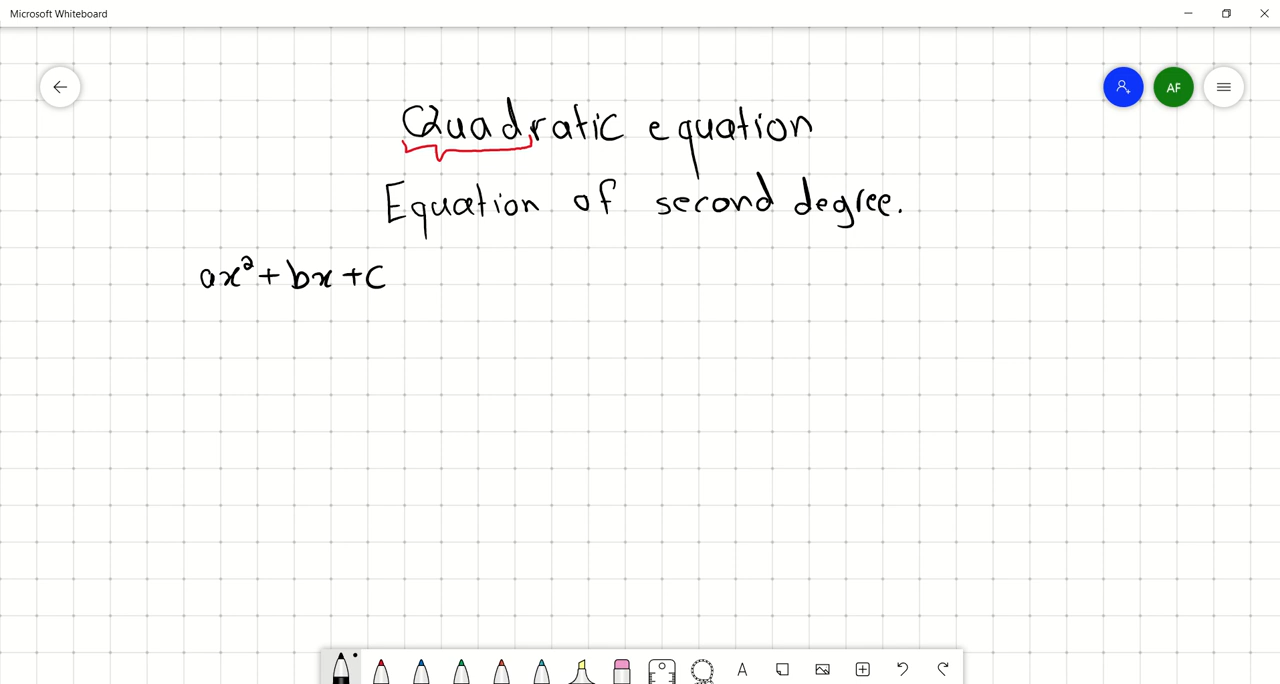 Microsoft Whiteboard
AF
Quadratic equation
Equation of second degree.
ax² + bx + c
A